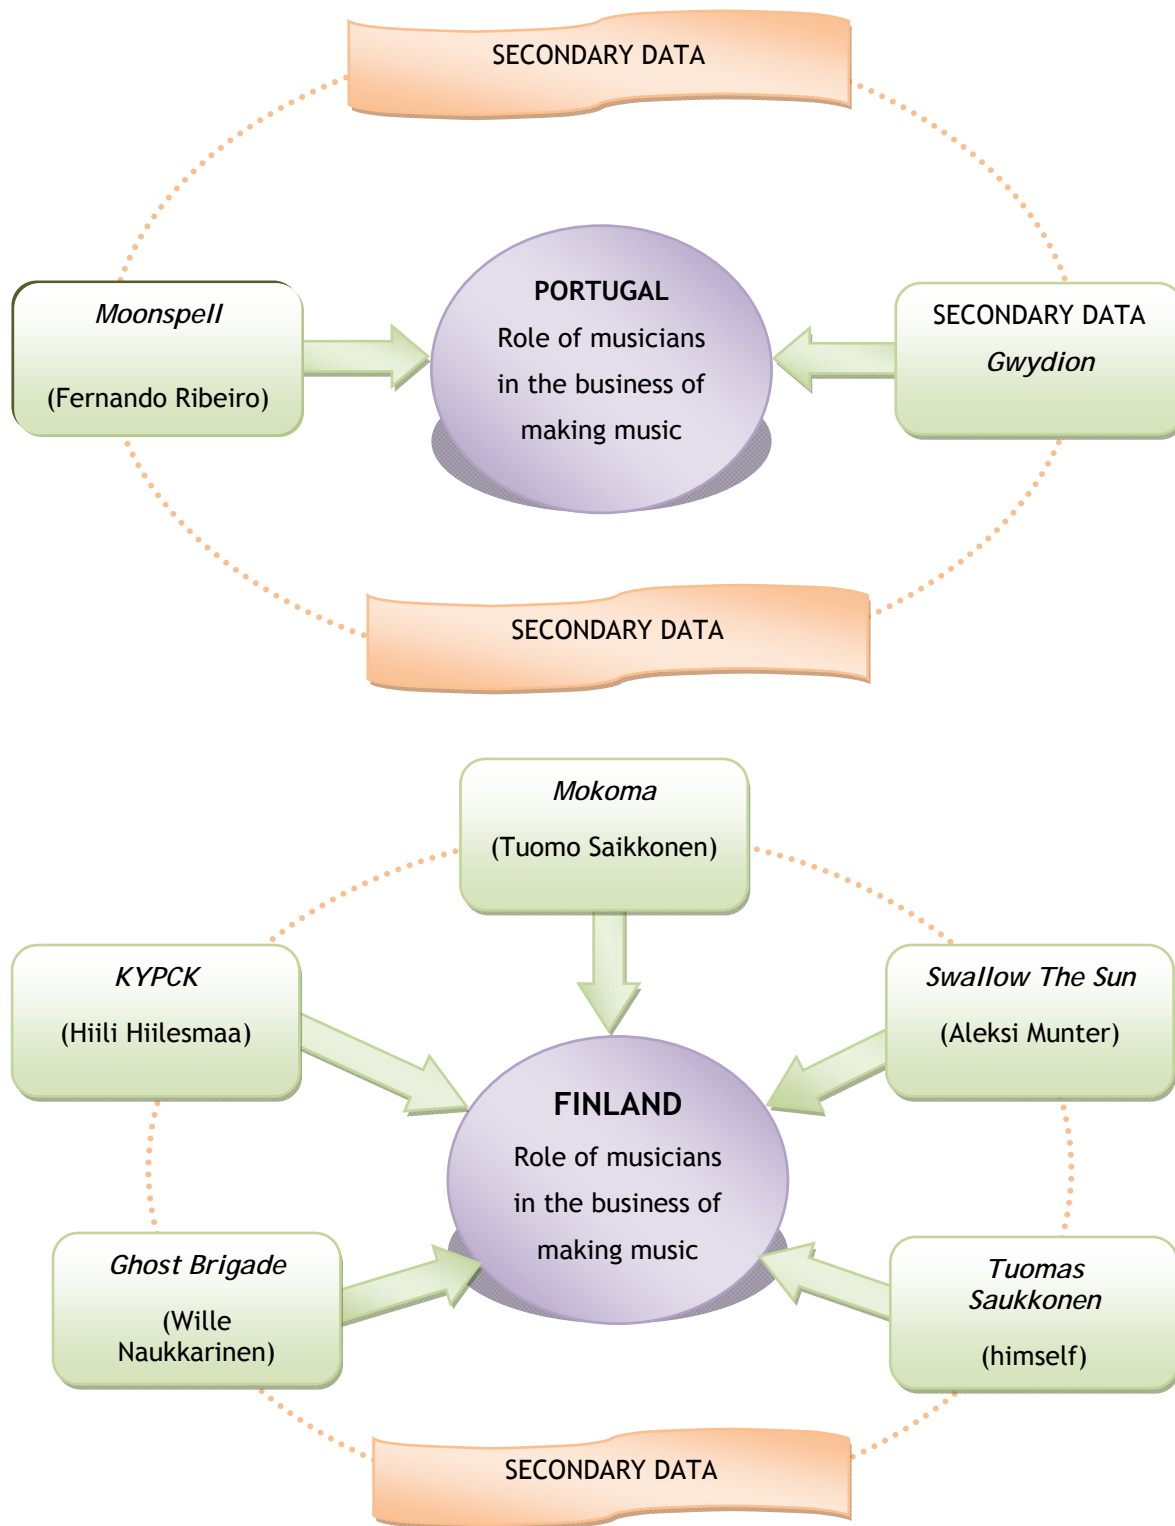 SECONDARY DATA
Moonspell
(Fernando Ribeiro)
PORTUGAL
Role of musicians
in the business of
making music
SECONDARY DATA
Gwydion
SECONDARY DATA
Mokoma
(Tuomo Saikkonen)
KYPCK
(Hiili Hiilesmaa)
Swallow The Sun
(Aleksi Munter)
FINLAND
Role of musicians
in the business of
making music
Ghost Brigade
(Wille
Naukkarinen)
Tuomas
Saukkonen
(himself)
SECONDARY DATA